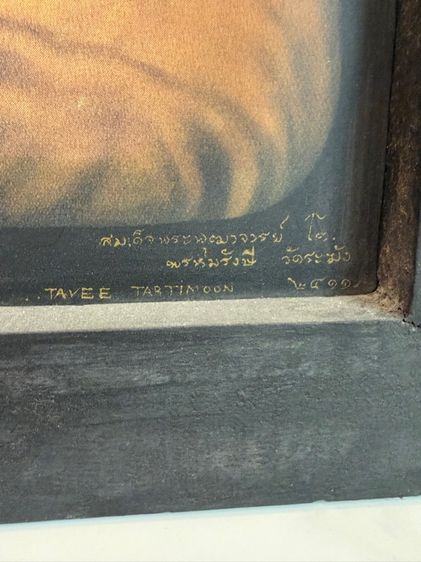 สมเด็จพระพุฒาจารย์ โต.
พรหมรังษี วัดระฆัง
..TAVEE TARTIMOON ๒๕๑๑